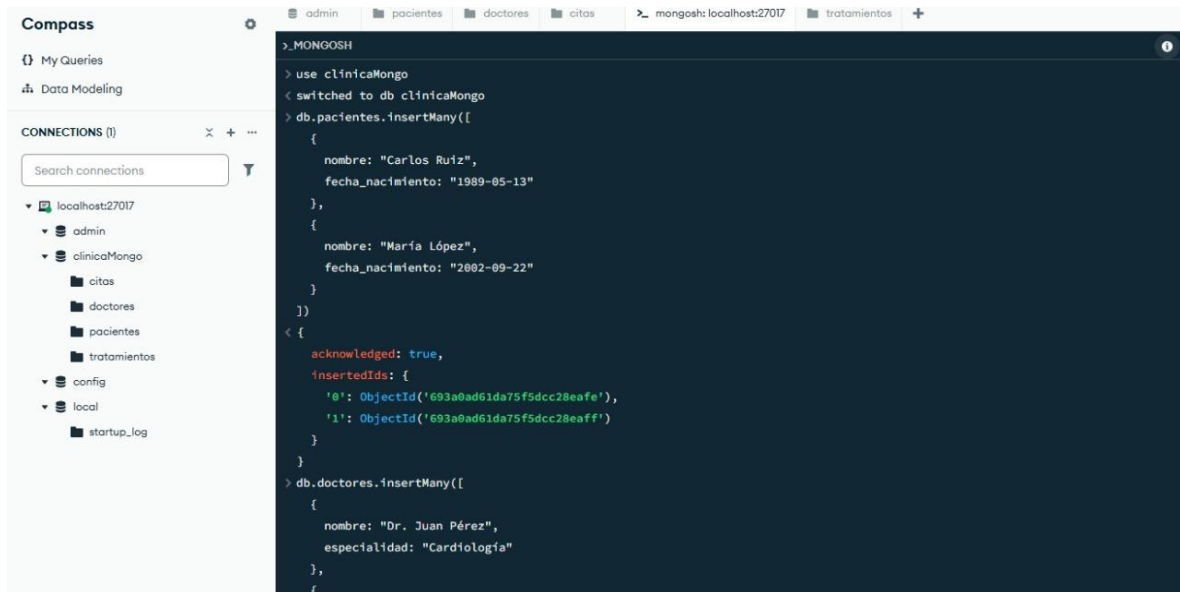 Compass
My Queries
Data Modeling
CONNECTIONS (1)
Search connections
localhost:27017
admin
clinicaMongo
citas
doctores
pacientes
tratamientos
config
local
startup_log
admin pacientes doctores citas >_ mongosh: localhost:27017 tratamientos +
>_MONGOSH
> use clinicaMongo
< switched to db clinicaMongo
> db.pacientes.insertMany([
{
nombre: "Carlos Ruiz",
fecha_nacimiento: "1989-05-13"
},
{
nombre: "María López",
fecha_nacimiento: "2002-09-22"
}
])
< {
acknowledged: true,
insertedIds: {
'0': ObjectId('693a0ad61da75f5dcc28eafe'),
'1': ObjectId('693a0ad61da75f5dcc28eaff')
}
}
> db.doctores.insertMany([
{
nombre: "Dr. Juan Pérez",
especialidad: "Cardiología"
},
{